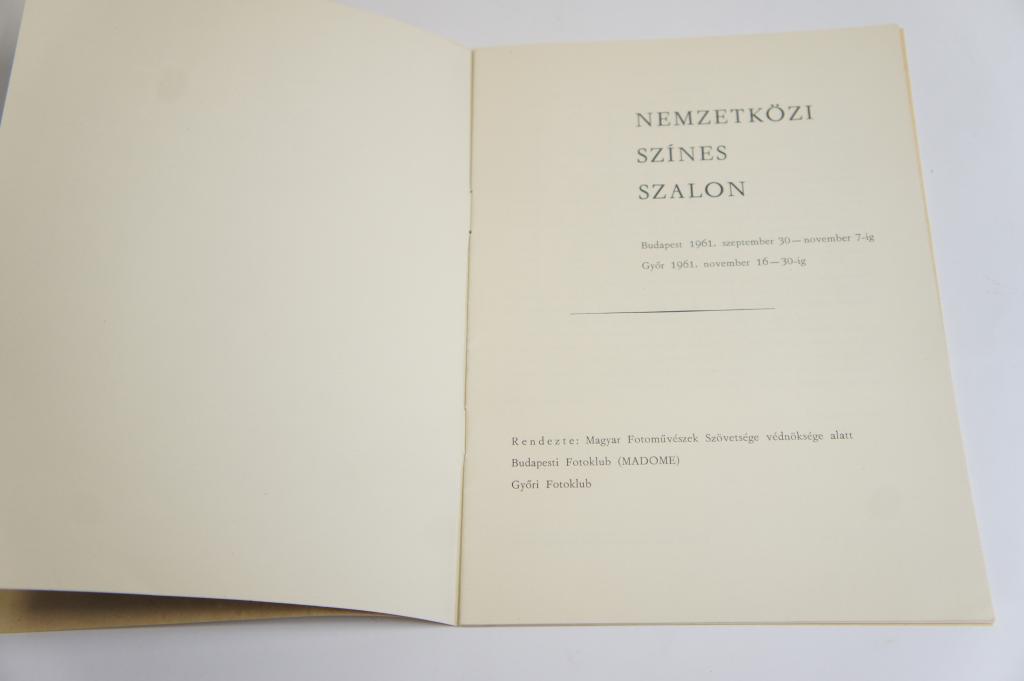 NEMZETKÖZI
SZÍNES
SZALON
Budapest 1961. szeptember 30—november 7-ig
Győr 1961. november 16—30-ig
Rendezte: Magyar Fotoművészek Szövetsége védnöksége alatt
Budapesti Fotoklub (MADOME)
Győri Fotoklub